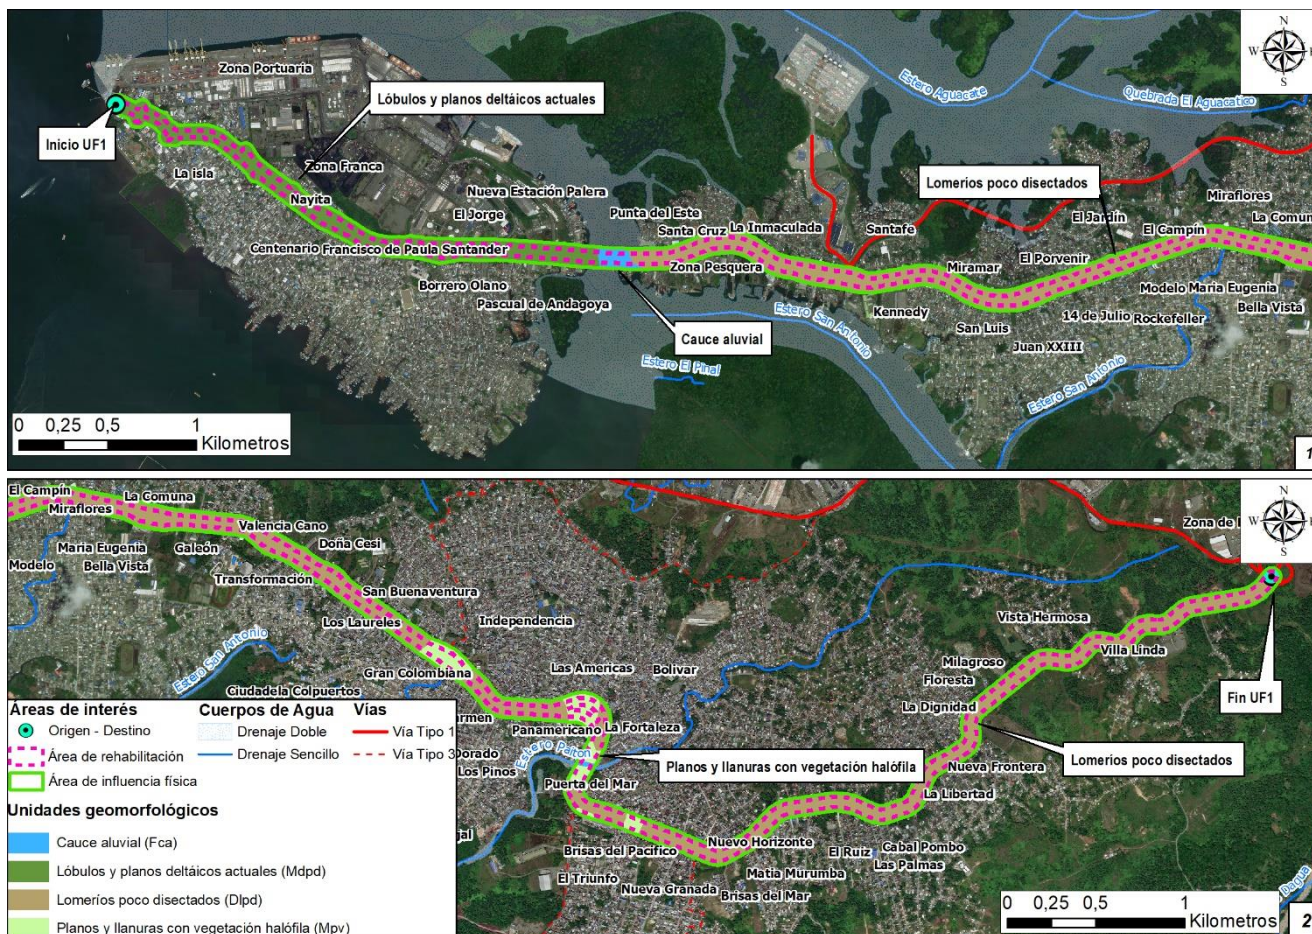 Zona Portuaria
Lóbulos y planos deltáicos actuales
Inicio UF1
La isla
Zona Franca
Nayita
Nueva Estación Palera
El Jorge
Centenario
Francisco de Paula Santander
Borrero Olano
Pascual de Andagoya
Punta del Este
Santa Cruz
La Inmaculada
Zona Pesquera
Cauce aluvial
Estero El Pinal
Estero San Antonio
Estero Aguacate
Quebrada El Aguacatico
Lomeríos poco disectados
Santafe
Miraflores
El Jardín
La Comun
El Campín
El Porvenir
Miramar
Modelo
Maria Eugenia
Kennedy
14 de Julio
Rockefeller
Bella Vista
San Luis
Juan XXIII
Estero San Antonio
N
W
S
0 0,25 0,5 1
Kilometros
1
El Campín
La Comuna
Miraflores
Valencia Cano
Maria Eugenia
Galeón
Doña Cesi
Modelo
Bella Vista
Transformación
San Buenaventura
Los Laureles
Independencia
Estero San Antonio
Gran Colombiana
Las Americas
Bolivar
Ciudadela Colpuertos
armen
Panamericano
La Fortaleza
Dorado
Estero Pailón
Los Pinos
Planos y llanuras con vegetación halófila
Puerta del Mar
Brisas del Pacifico
Nuevo Horizonte
El Triunfo
Nueva Granada
Matia Murumba
Brisas del Mar
El Ruiz
Cabal Pombo
Las Palmas
La Libertad
Nueva Frontera
Lomeríos poco disectados
La Dignidad
Floresta
Milagroso
Villa Linda
Vista Hermosa
Zona de
Fin UF1
Dagua
N
W
S
Áreas de interés
Origen - Destino
Área de rehabilitación
Área de influencia física
Cuerpos de Agua
Drenaje Doble
Drenaje Sencillo
Vías
Vía Tipo 1
Vía Tipo 3
Unidades geomorfológicos
Cauce aluvial (Fca)
Lóbulos y planos deltáicos actuales (Mdpd)
Lomeríos poco disectados (Dlpd)
Planos y llanuras con vegetación halófila (Mpv)
0 0,25 0,5 1
Kilometros
2